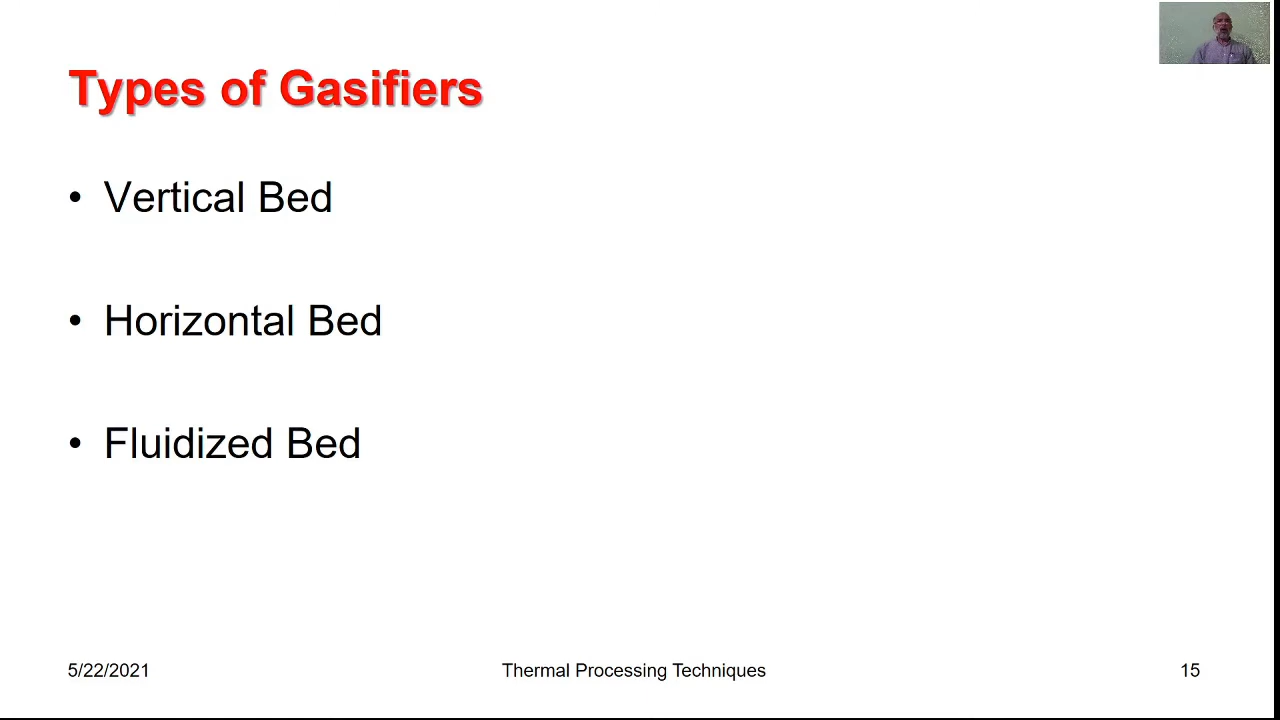 Types of Gasifiers
• Vertical Bed
• Horizontal Bed
• Fluidized Bed
5/22/2021 Thermal Processing Techniques 15